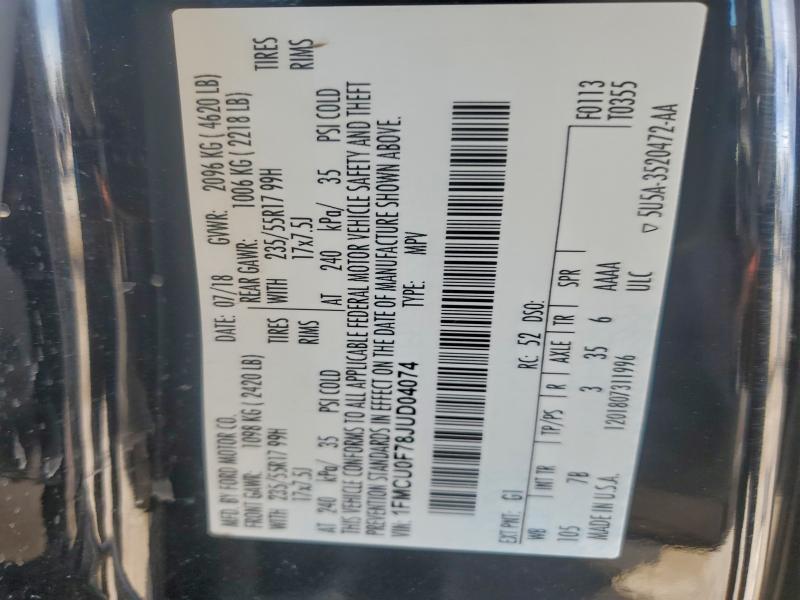 MFD. BY FORD MOTOR CO. DATE: 07/18 GVWR: 2096 KG ( 4620 LB)
FRONT GAWR: 1098 KG ( 2420 LB) REAR GAWR: 1006 KG ( 2218 LB)
WITH 235/55R17 99H TIRES WITH 235/55R17 99H TIRES
17x7.5J RIMS 17x7.5J RIMS
AT 240 kPa/ 35 PSI COLD AT 240 kPa/ 35 PSI COLD
THIS VEHICLE CONFORMS TO ALL APPLICABLE FEDERAL MOTOR VEHICLE SAFETY AND THEFT
PREVENTION STANDARDS IN EFFECT ON THE DATE OF MANUFACTURE SHOWN ABOVE.
VIN: 1FMCU0F78JUD04074 TYPE: MPV
EXT PNT: G1 RC: 52 DSO: F0113
WB INT TR TP/PS R AXLE TR SPR T0355
105 7B 3 35 6 AAAA
MADE IN U.S.A. 1201807311996 ULC
▽ 5U5A-3520472-AA